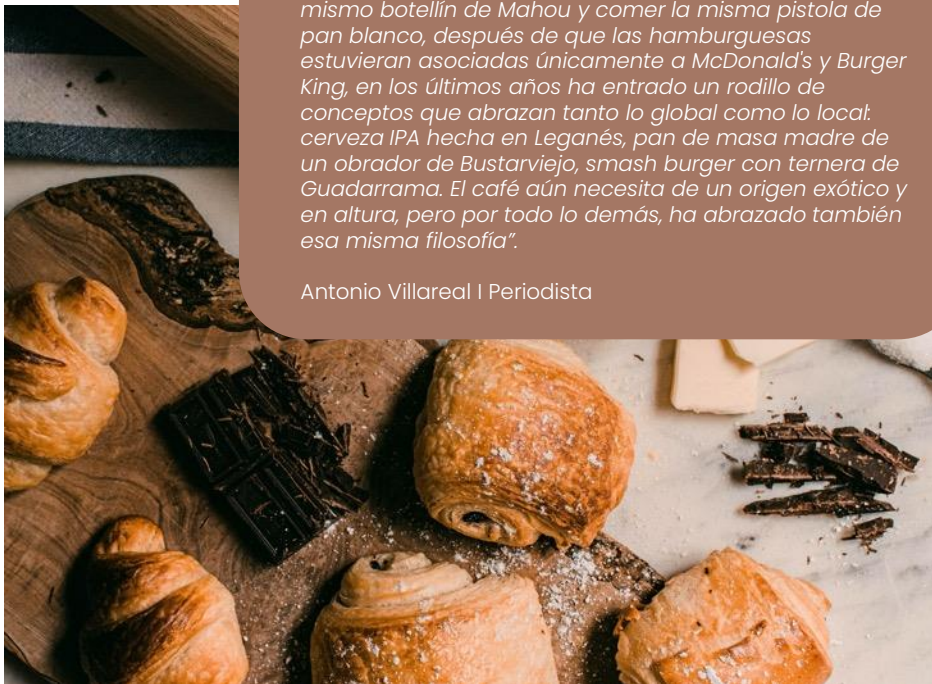 mismo botellín de Mahou y comer la misma pistola de
pan blanco, después de que las hamburguesas
estuvieran asociadas únicamente a McDonald's y Burger
King, en los últimos años ha entrado un rodillo de
conceptos que abrazan tanto lo global como lo local:
cerveza IPA hecha en Leganés, pan de masa madre de
un obrador de Bustarviejo, smash burger con ternera de
Guadarrama. El café aún necesita de un origen exótico y
en altura, pero por todo lo demás, ha abrazado también
esa misma filosofía”.
Antonio Villareal I Periodista